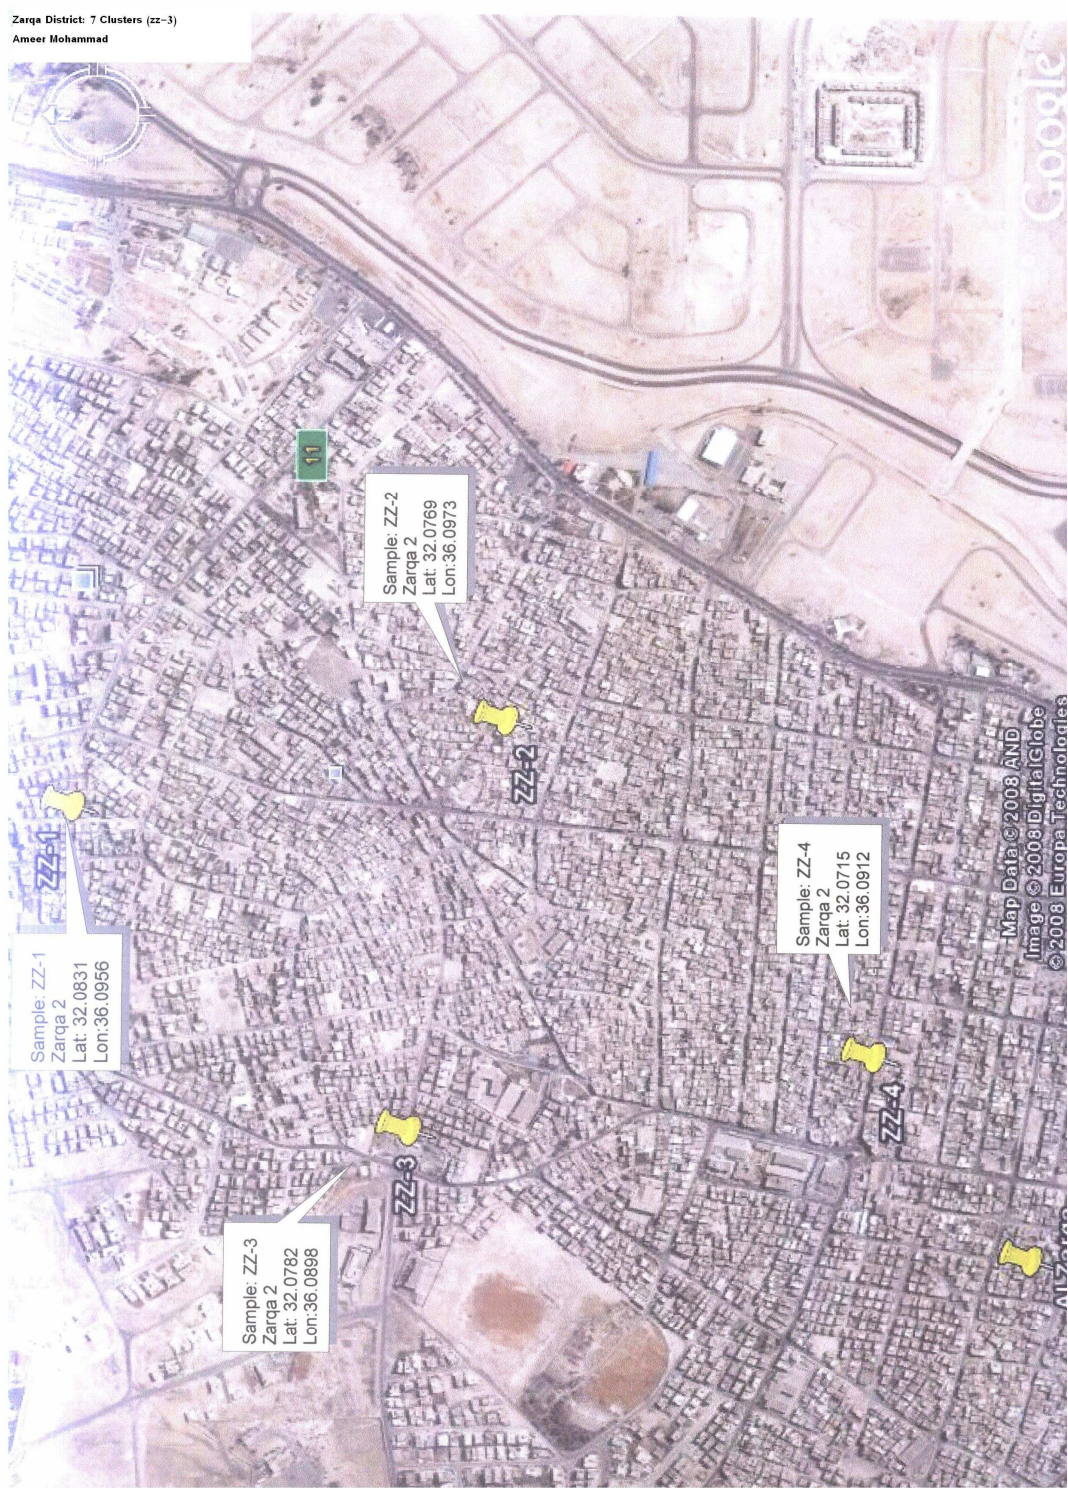 Zarqa District: 7 Clusters (zz-3)
Ameer Mohammad
N
Google
11
Sample: ZZ-2
Zarqa 2
Lat: 32.0769
Lon:36.0973
ZZ-2
ZZ-1
Sample: ZZ-1
Zarqa 2
Lat: 32.0831
Lon:36.0956
Sample: ZZ-4
Zarqa 2
Lat: 32.0715
Lon:36.0912
ZZ-4
ZZ-3
Sample: ZZ-3
Zarqa 2
Lat: 32.0782
Lon:36.0898
Map Data © 2008 AND
Image © 2008 DigitalGlobe
© 2008 Europa Technologies